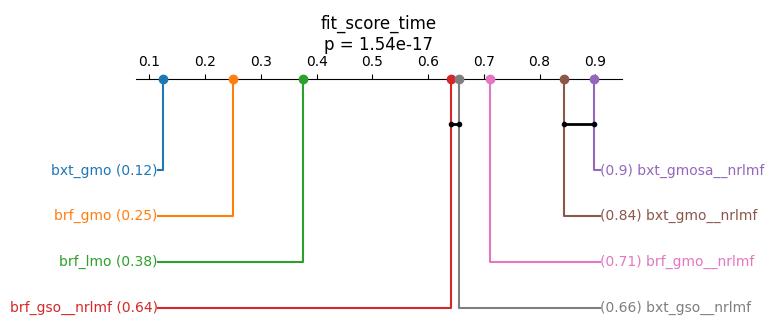 fit_score_time
p = 1.54e-17
0.1 0.2 0.3 0.4 0.5 0.6 0.7 0.8 0.9
bxt_gmo (0.12)
(0.9) bxt_gmosa__nrlmf
brf_gmo (0.25)
(0.84) bxt_gmo__nrlmf
brf_lmo (0.38)
(0.71) brf_gmo__nrlmf
brf_gso__nrlmf (0.64)
(0.66) bxt_gso__nrlmf